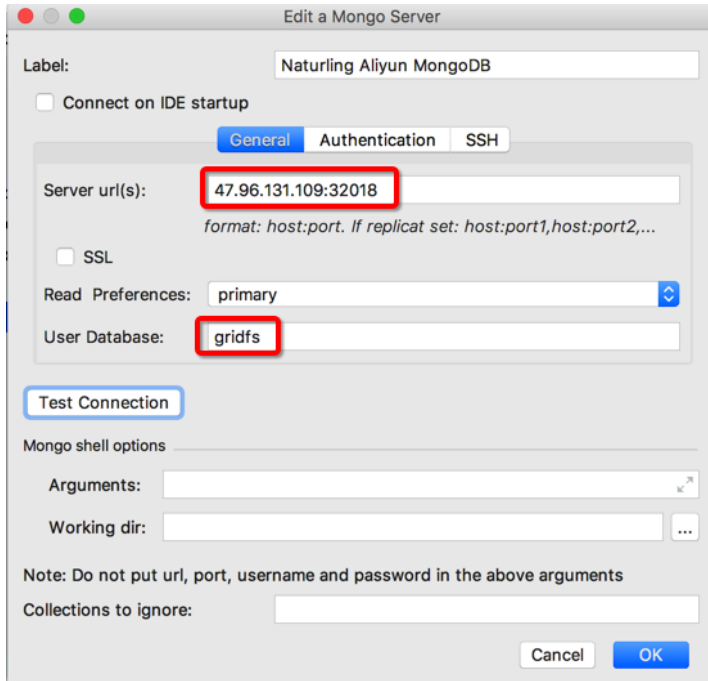 Edit a Mongo Server
Label: Naturling Aliyun MongoDB
Connect on IDE startup
General Authentication SSH
Server url(s): 47.96.131.109:32018
format: host:port. If replicat set: host:port1,host:port2,...
SSL
Read Preferences: primary
User Database: gridfs
Test Connection
Mongo shell options
Arguments:
Working dir: ...
Note: Do not put url, port, username and password in the above arguments
Collections to ignore:
Cancel OK